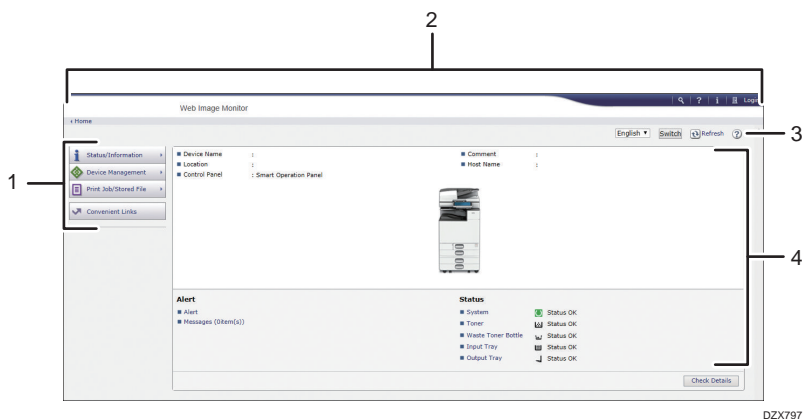 2
Login
Web Image Monitor
Home
English Switch Refresh
3
1
Status/Information
Device Management
Print Job/Stored File
Convenient Links
Device Name :
Location :
Control Panel : Smart Operation Panel
Comment :
Host Name :
4
Alert
Alert
Messages (0item(s))
Status
System Status OK
Toner Status OK
Waste Toner Bottle Status OK
Input Tray Status OK
Output Tray Status OK
Check Details
DZX797